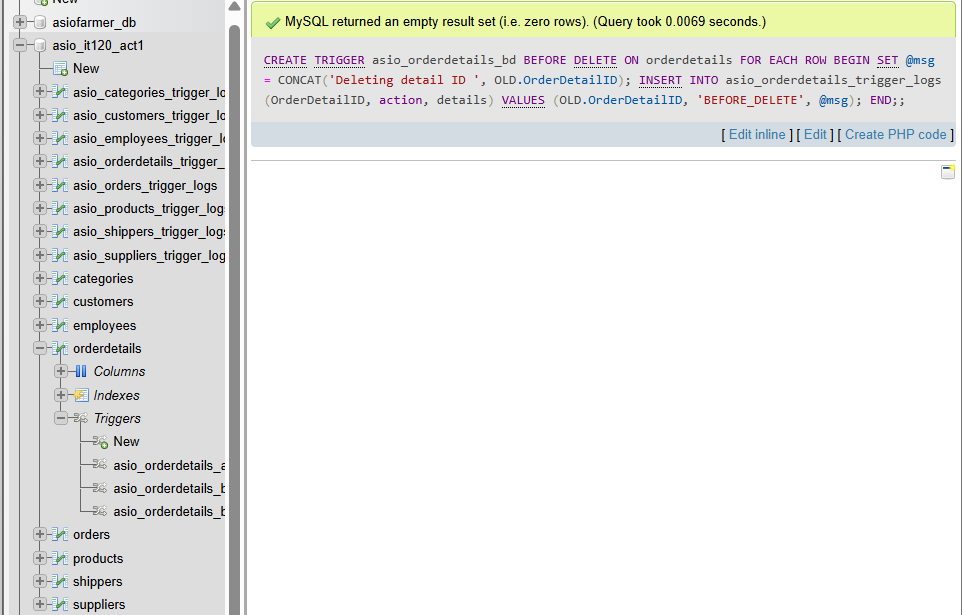 New
asiofarmer_db
asio_it120_act1
New
asio_categories_trigger_lo
asio_customers_trigger_lo
asio_employees_trigger_lo
asio_orderdetails_trigger_
asio_orders_trigger_logs
asio_products_trigger_logs
asio_shippers_trigger_logs
asio_suppliers_trigger_log
categories
customers
employees
orderdetails
Columns
Indexes
Triggers
New
asio_orderdetails_a
asio_orderdetails_b
asio_orderdetails_b
orders
products
shippers
suppliers
MySQL returned an empty result set (i.e. zero rows). (Query took 0.0069 seconds.)
CREATE TRIGGER asio_orderdetails_bd BEFORE DELETE ON orderdetails FOR EACH ROW BEGIN SET @msg
= CONCAT('Deleting detail ID ', OLD.OrderDetailID); INSERT INTO asio_orderdetails_trigger_logs
(OrderDetailID, action, details) VALUES (OLD.OrderDetailID, 'BEFORE_DELETE', @msg); END;;
[ Edit inline ] [ Edit ] [ Create PHP code ]